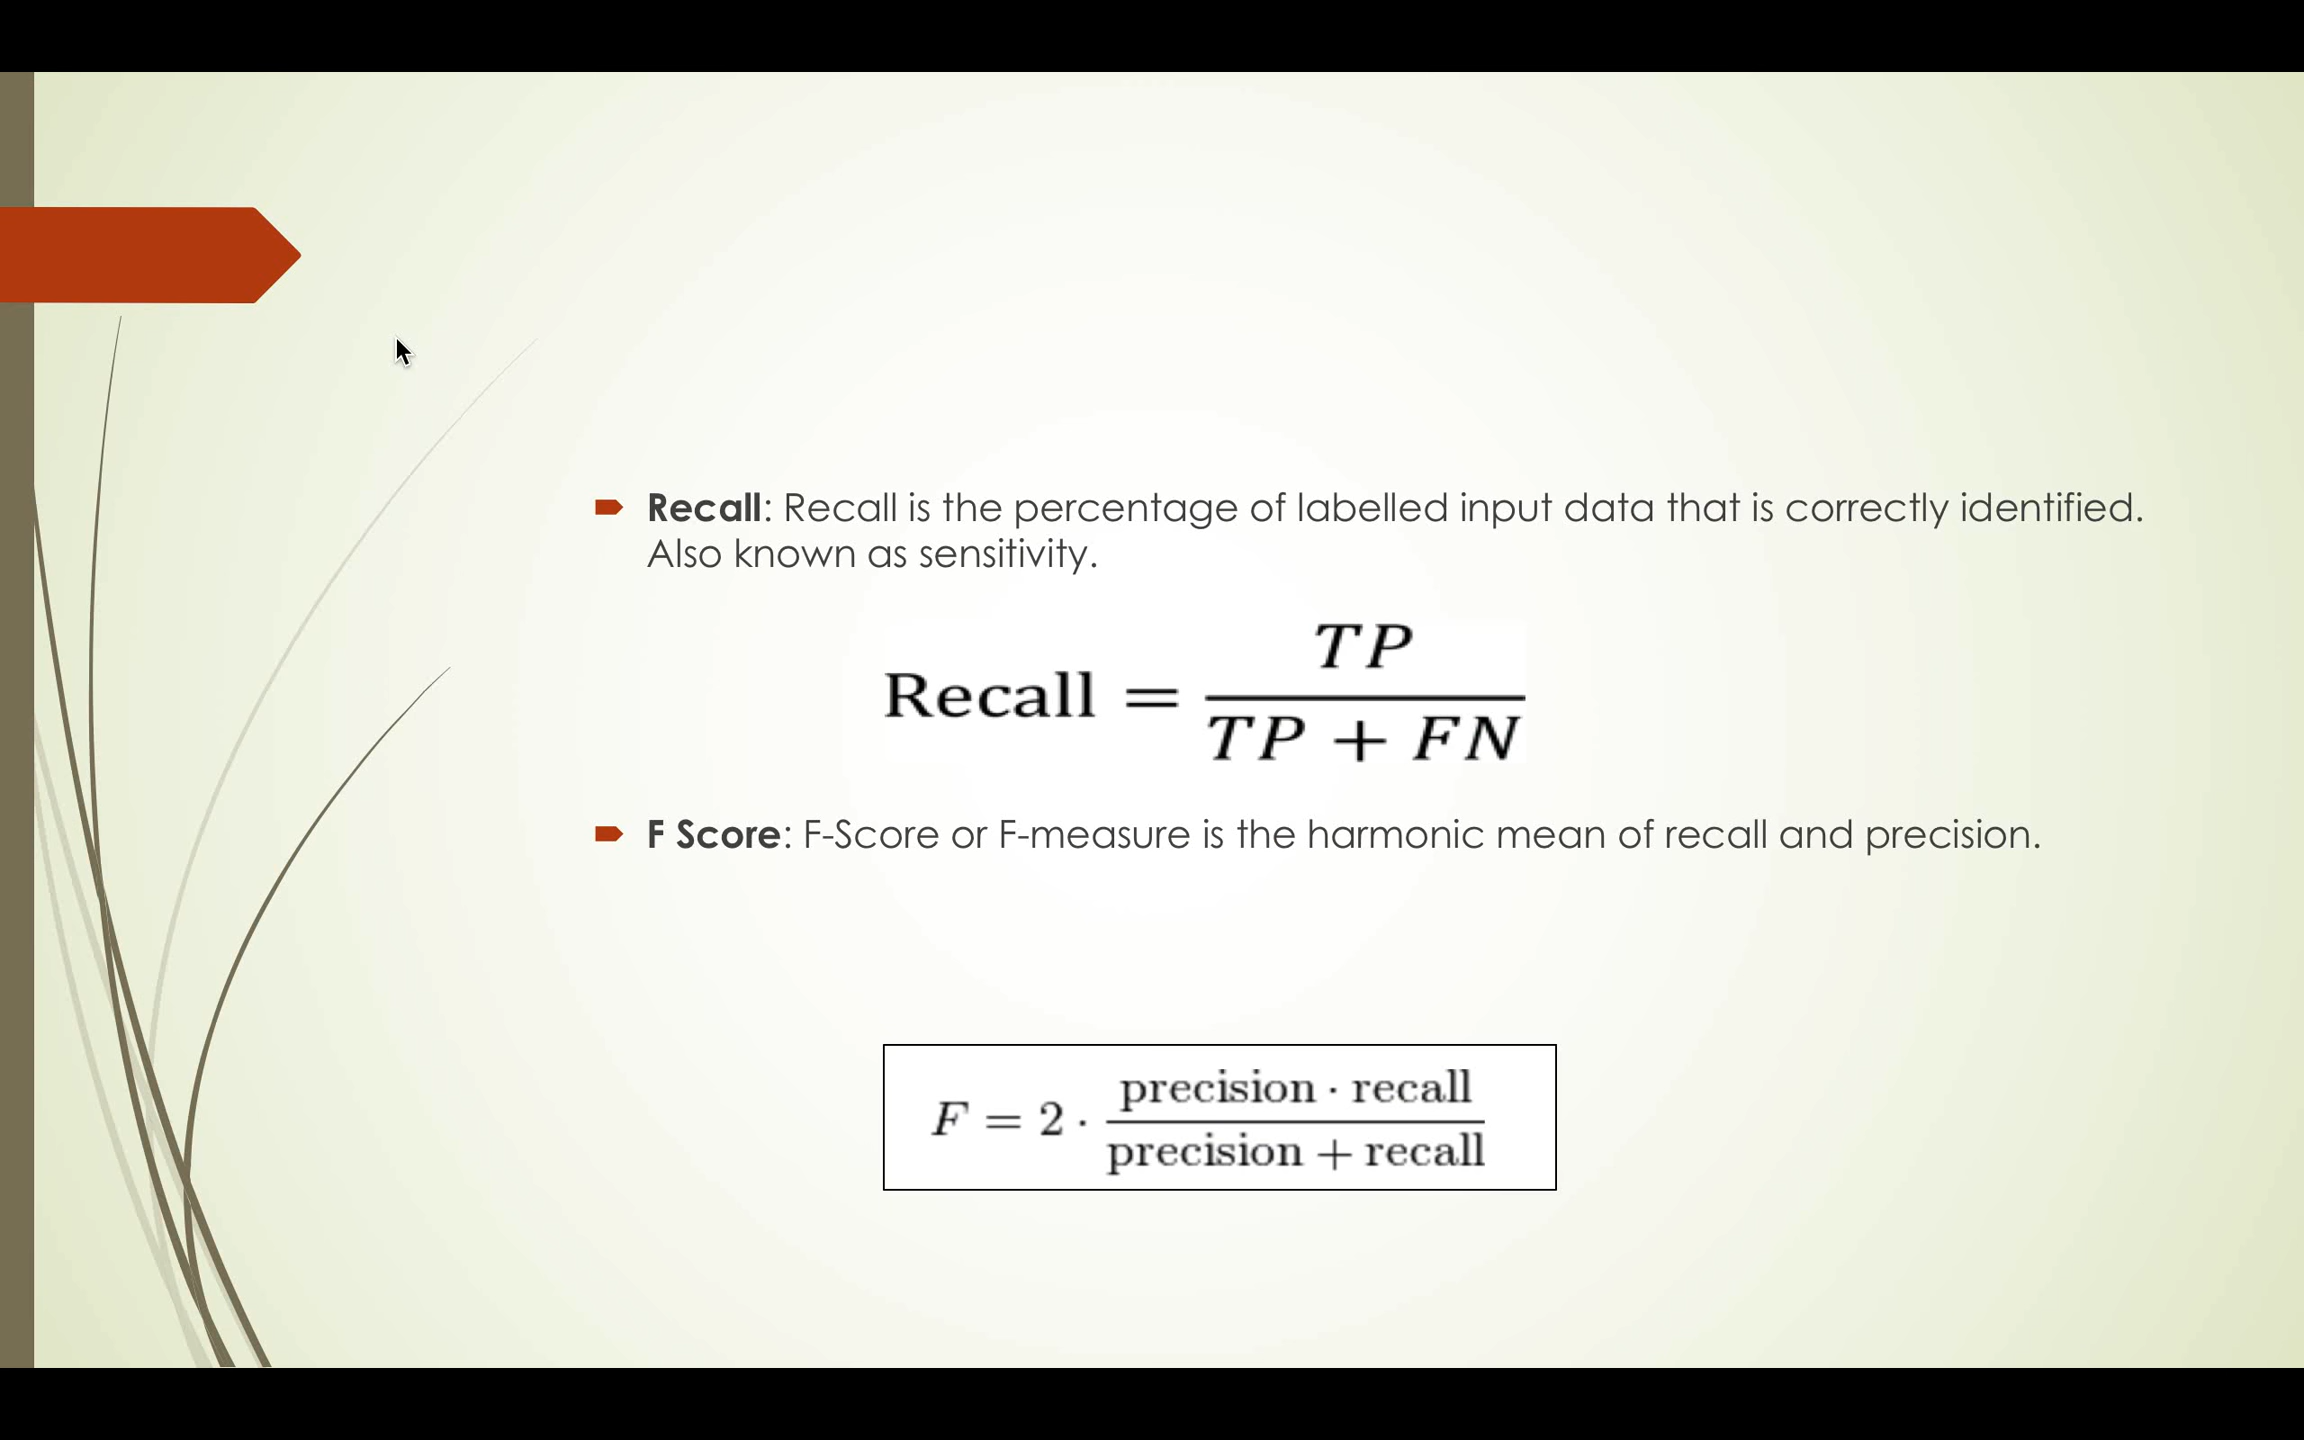 Recall: Recall is the percentage of labelled input data that is correctly identified.
Also known as sensitivity.
Recall = TP / TP + FN
F Score: F-Score or F-measure is the harmonic mean of recall and precision.
F = 2 · precision · recall / precision + recall